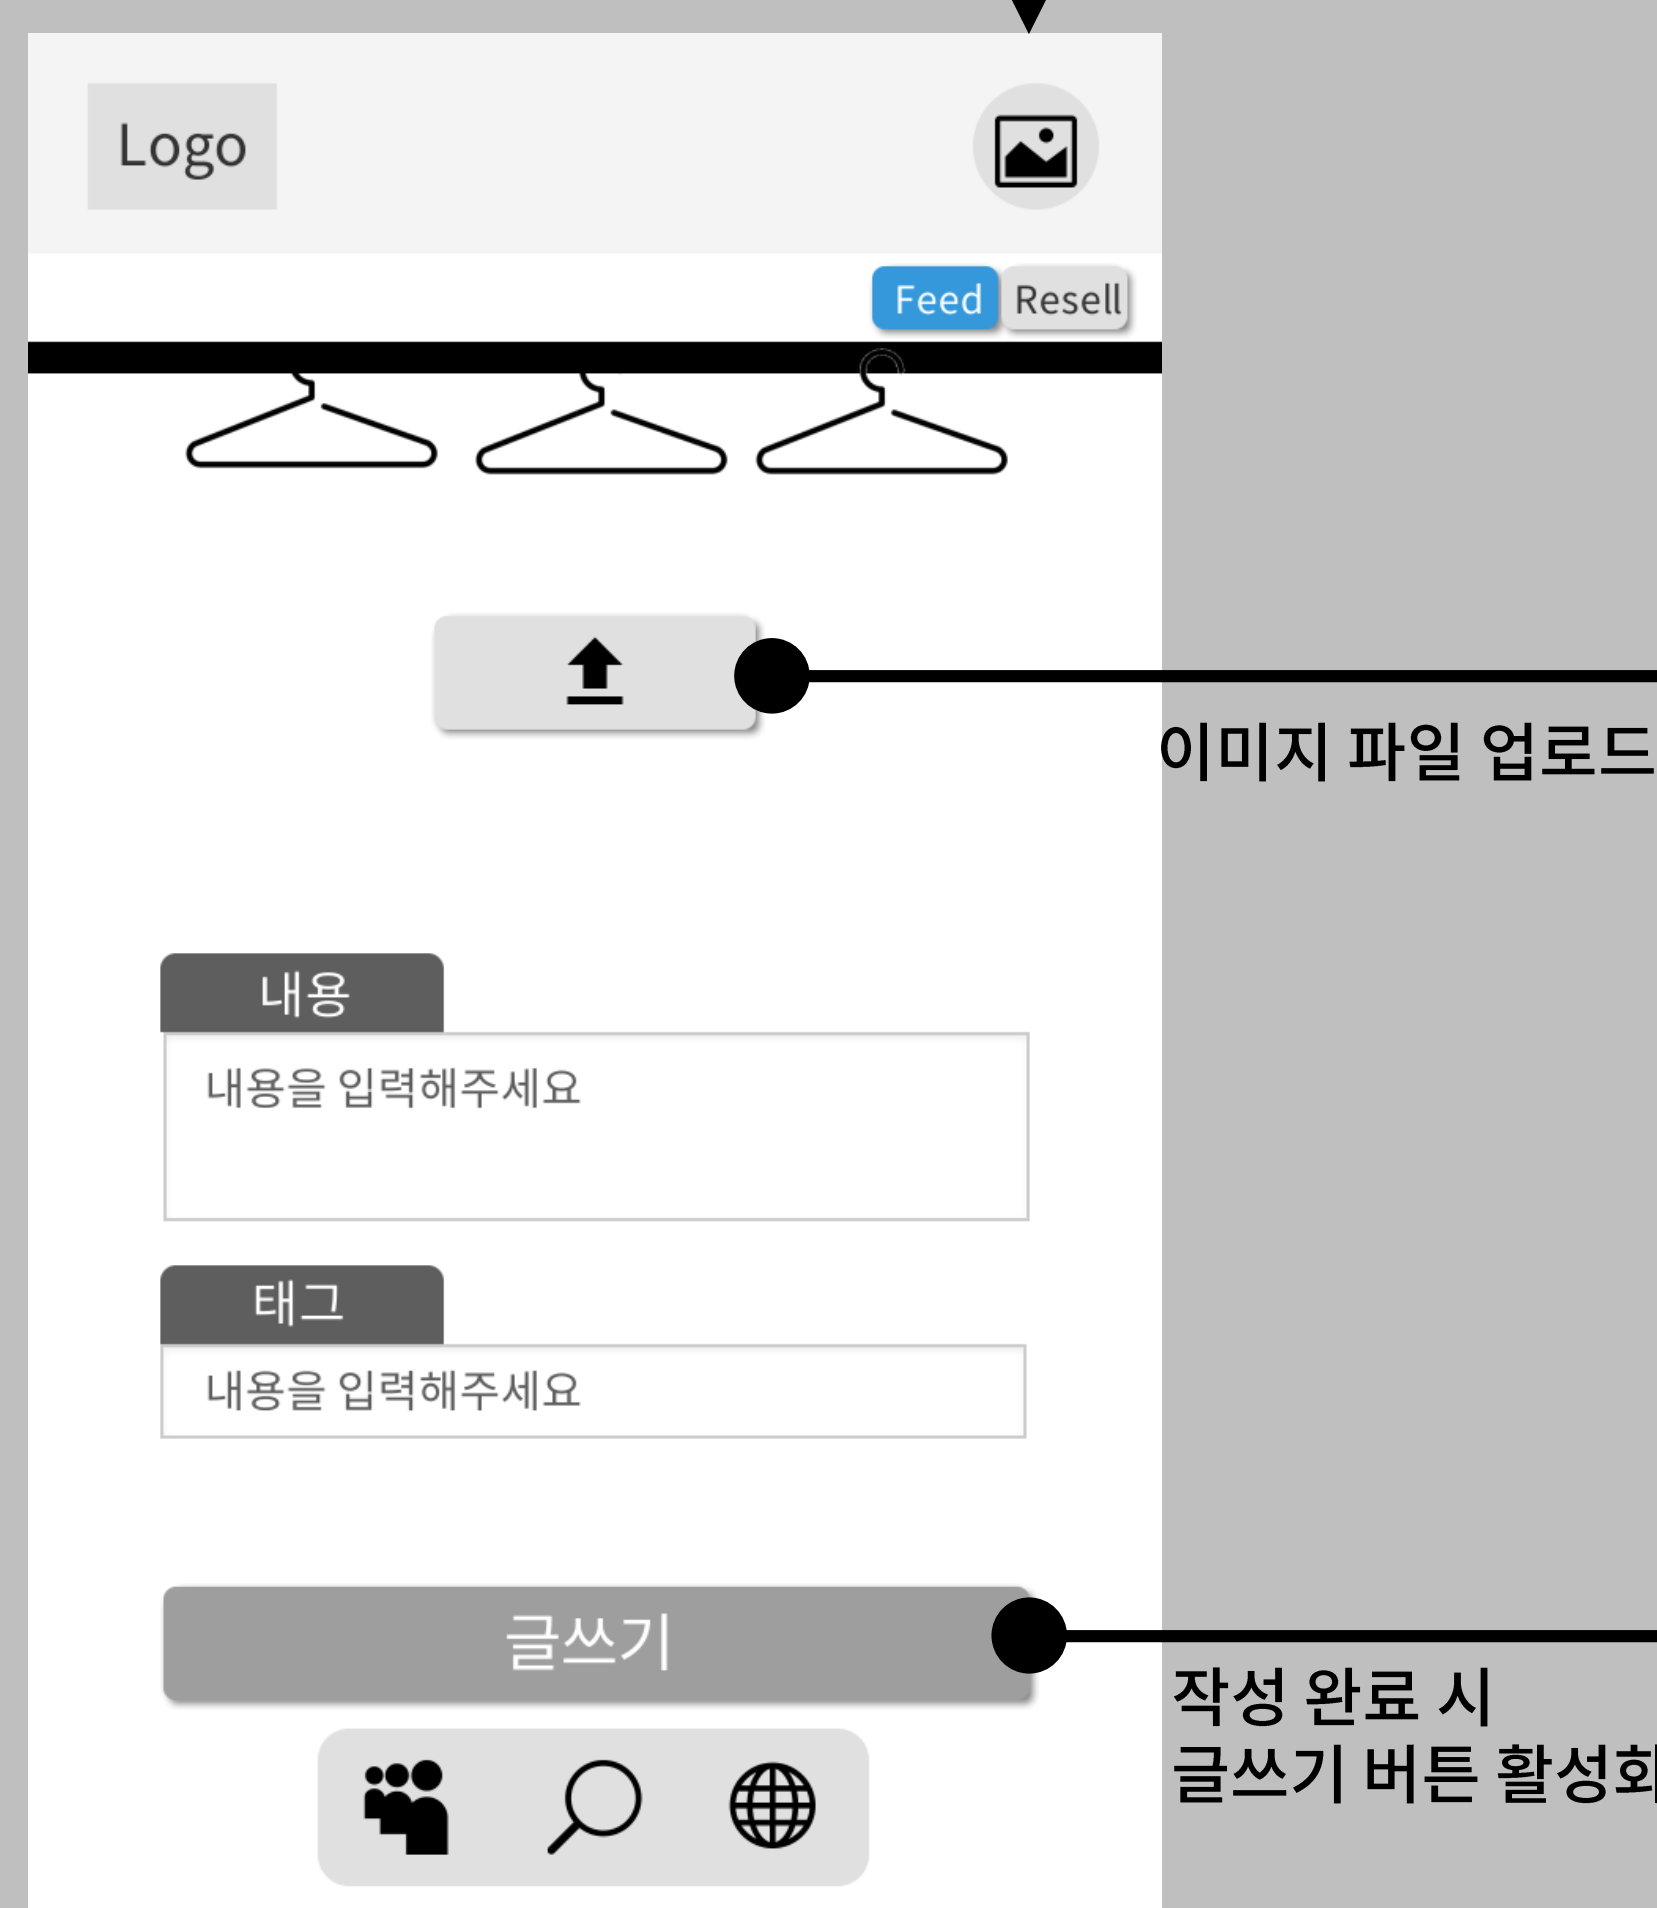 Logo
Feed Resell
이미지 파일 업로드
내용
내용을 입력해주세요
태그
내용을 입력해주세요
글쓰기
작성 완료 시
글쓰기 버튼 활성화